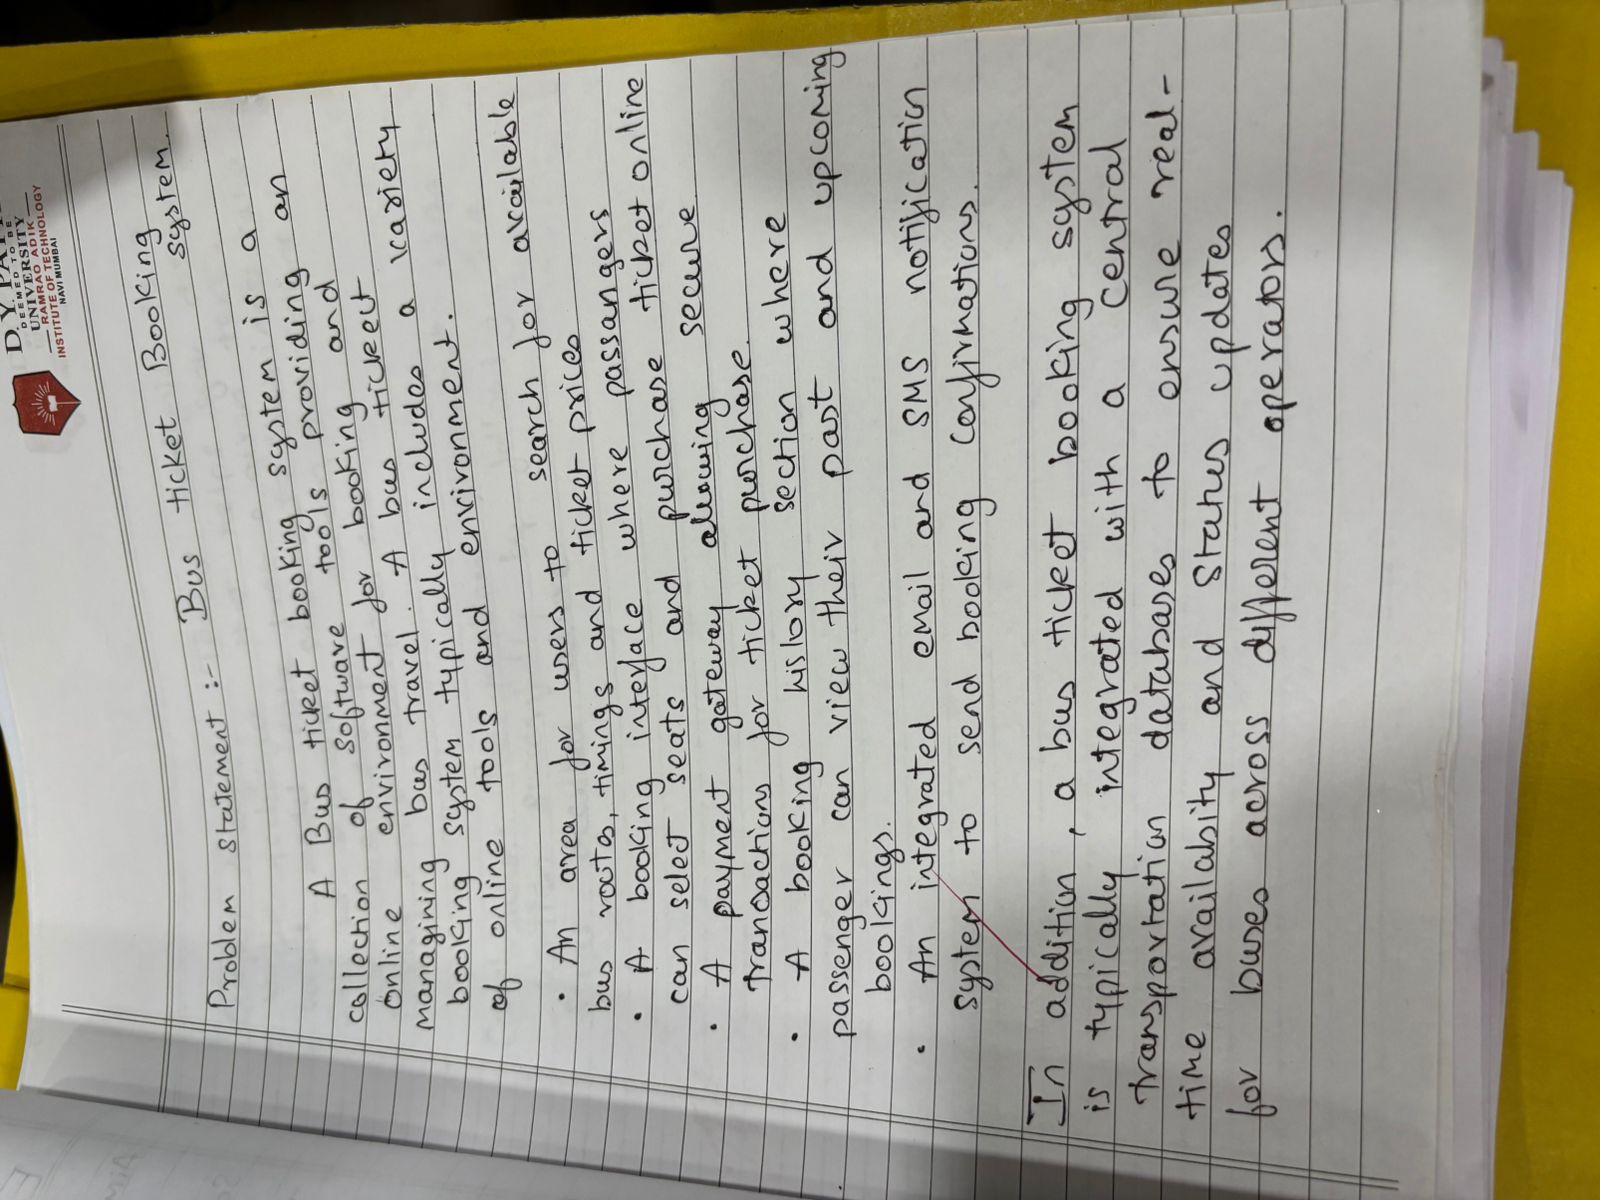 D. Y. PATI
DEEMED TO BE
UNIVERSITY
RAMRAO ADIK
INSTITUTE OF TECHNOLOGY
NAVI MUMBAI
Problem statement :- Bus ticket Booking
system.
A Bus ticket booking system is a
collection of software tools providing an
online environment for booking and
managining bus travel. A bus tickect
booking system typically includes a variety
of online tools and environment.
• An area for users to search for available
bus routs, timings and ticket prices
• A booking interface where passangers
can select seats and purchase ticket online
• A payment gateway allowing secure
transactions for ticket purchase.
• A booking history section where
passenger can view their past and upcoming
bookings.
• An integrated email and SMS notification
system to send booking confirmations.
In addition, a bus ticket booking system
is typically integrated with a central
transportation databases to ensure real-
time availabity and status updates
for buses across different operators.